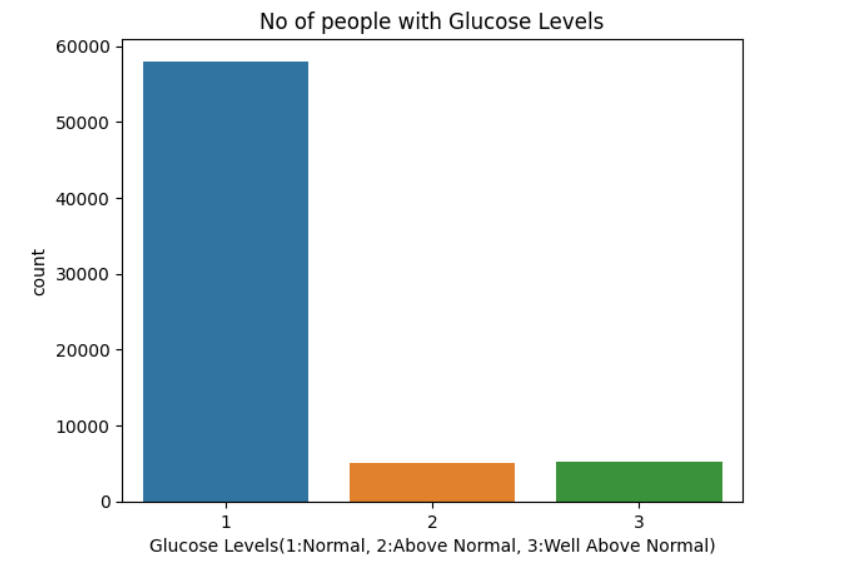 No of people with Glucose Levels
60000
50000
40000
30000
20000
10000
0
count
1 2 3
Glucose Levels(1:Normal, 2:Above Normal, 3:Well Above Normal)